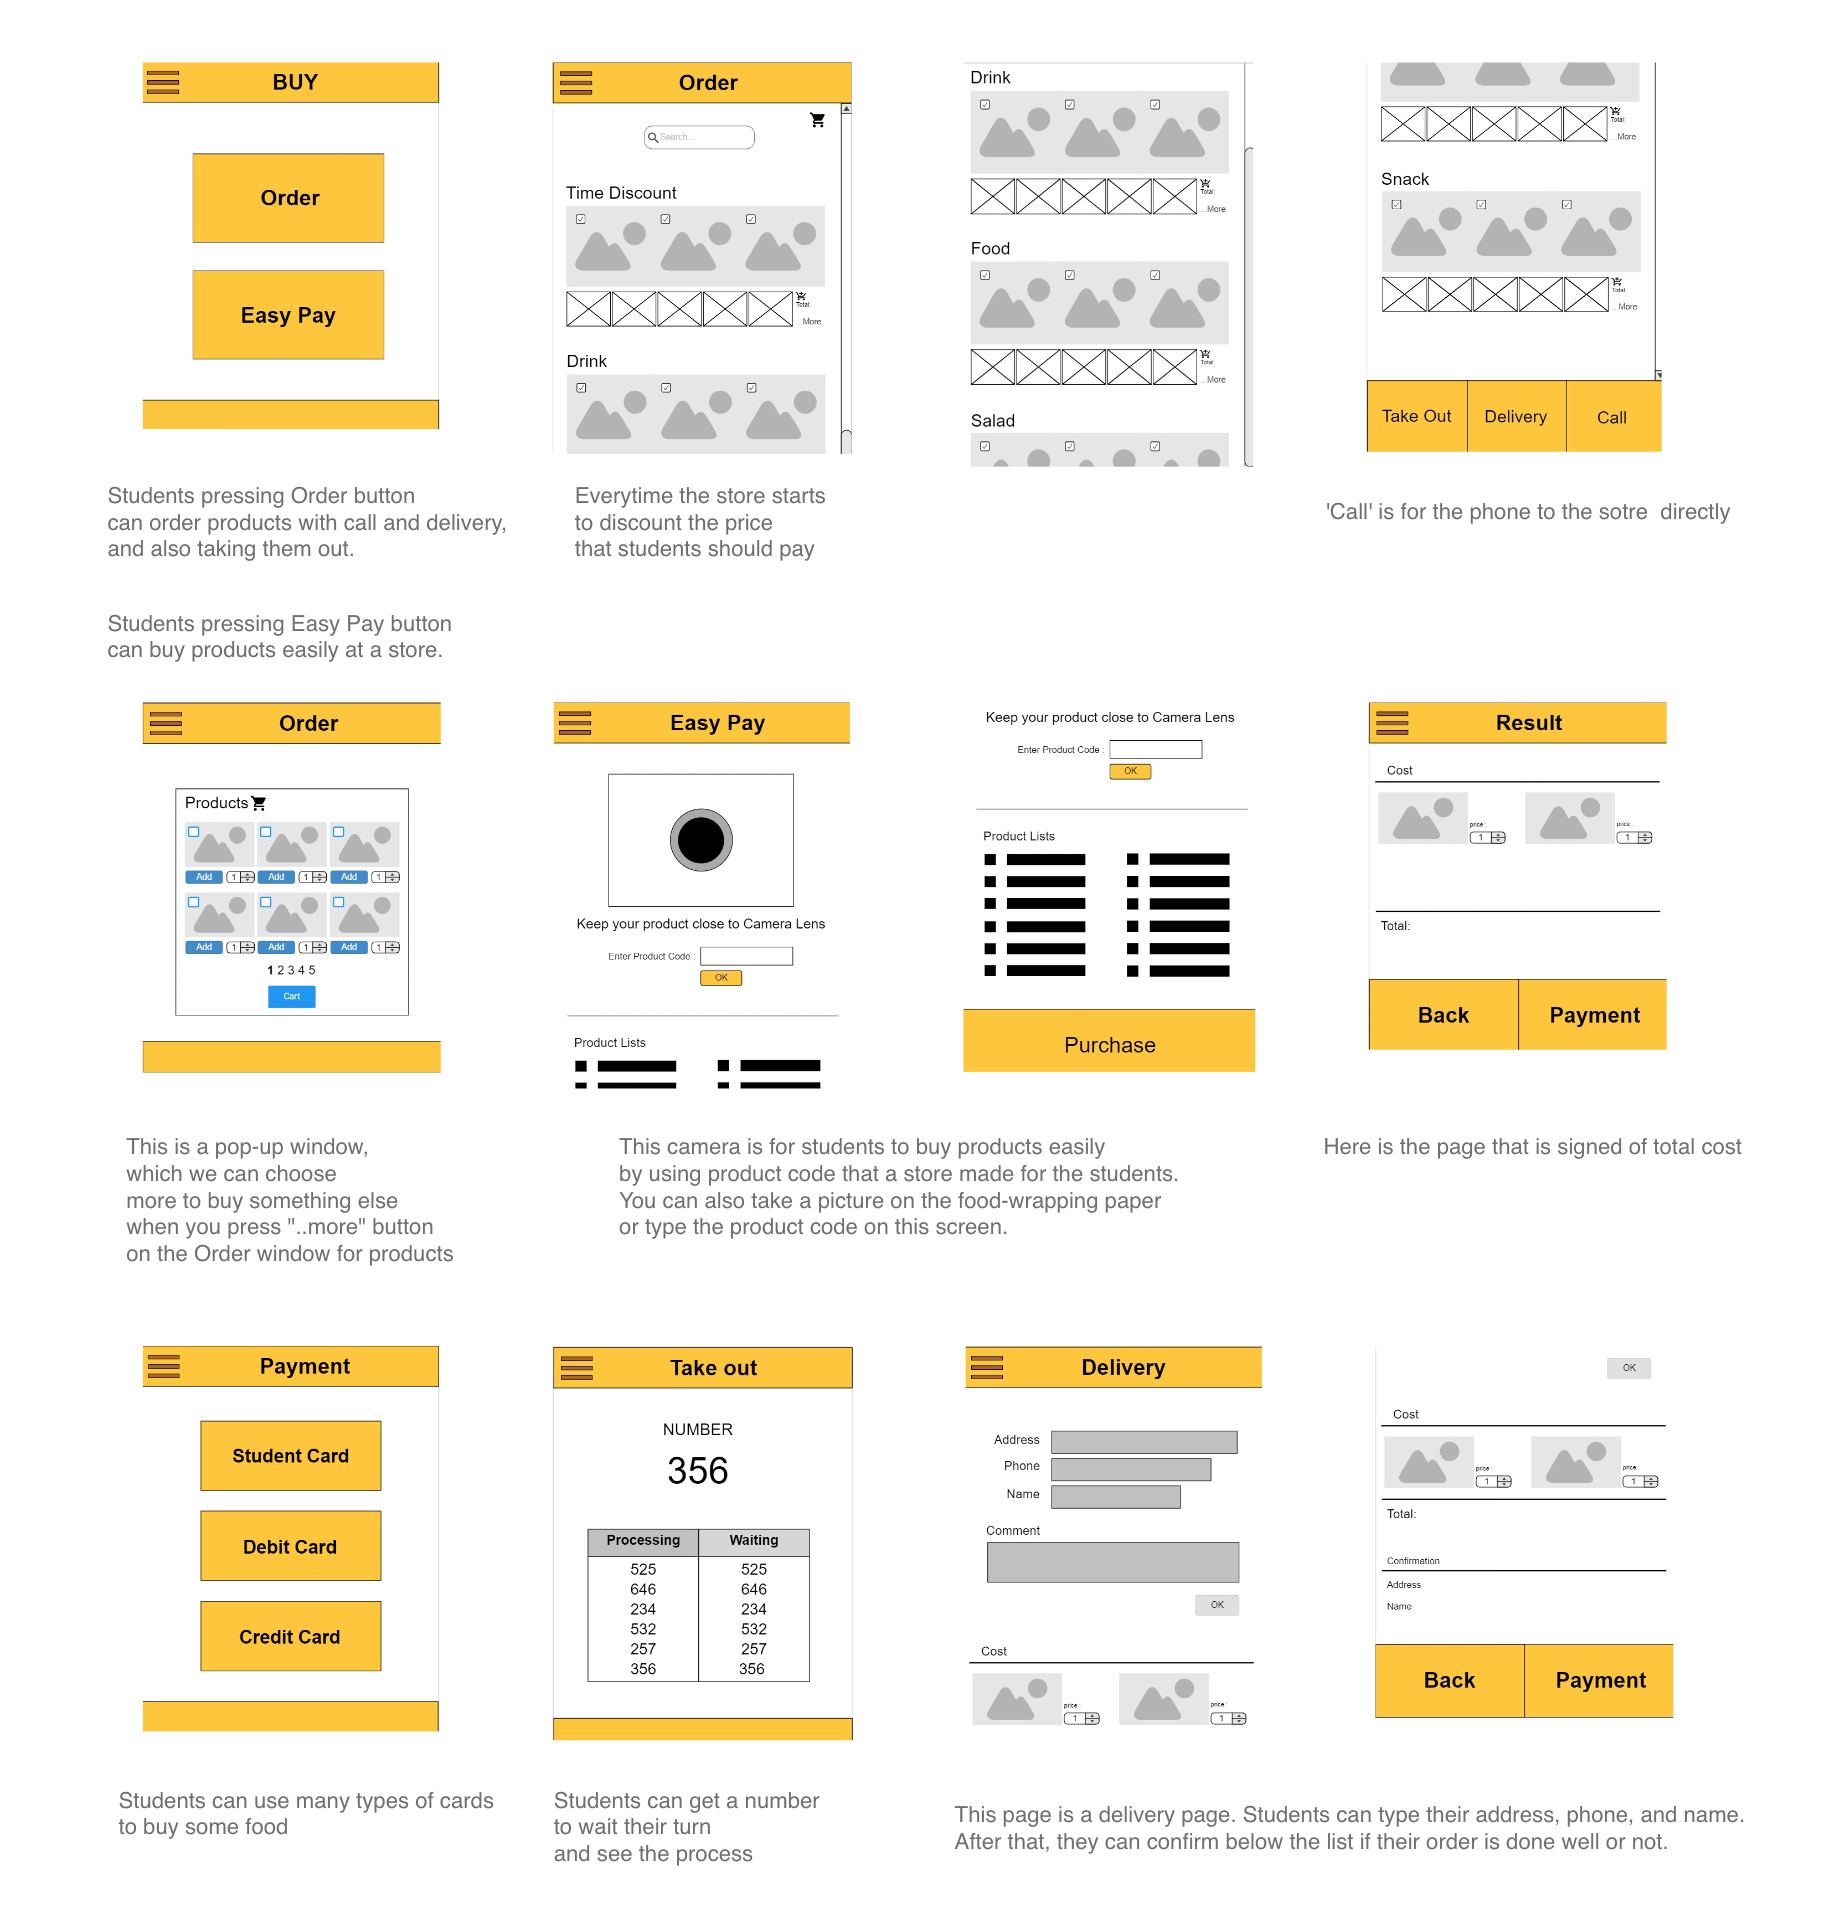 BUY
Order
Easy Pay
Order
Search...
Time Discount
Total:
...More
Drink
Drink
Total:
...More
Food
Total:
...More
Salad
Total:
...More
Snack
Total:
...More
Take Out
Delivery
Call
Students pressing Order button
can order products with call and delivery,
and also taking them out.
Everytime the store starts
to discount the price
that students should pay
'Call' is for the phone to the sotre directly
Students pressing Easy Pay button
can buy products easily at a store.
Order
Products
Add 1 Add 1 Add 1
Add 1 Add 1 Add 1
1 2 3 4 5
Cart
Easy Pay
Keep your product close to Camera Lens
Enter Product Code :
OK
Product Lists
Keep your product close to Camera Lens
Enter Product Code :
OK
Product Lists
Purchase
Result
Cost
price :
1
price :
1
Total:
Back
Payment
This is a pop-up window,
which we can choose
more to buy something else
when you press "..more" button
on the Order window for products
This camera is for students to buy products easily
by using product code that a store made for the students.
You can also take a picture on the food-wrapping paper
or type the product code on this screen.
Here is the page that is signed of total cost
Payment
Student Card
Debit Card
Credit Card
Take out
NUMBER
356
Processing Waiting
525 525
646 646
234 234
532 532
257 257
356 356
Delivery
Address
Phone
Name
Comment
OK
Cost
price :
1
price :
1
OK
Cost
price :
1
price :
1
Total:
Confirmation
Address
Name
Back
Payment
Students can use many types of cards
to buy some food
Students can get a number
to wait their turn
and see the process
This page is a delivery page. Students can type their address, phone, and name.
After that, they can confirm below the list if their order is done well or not.